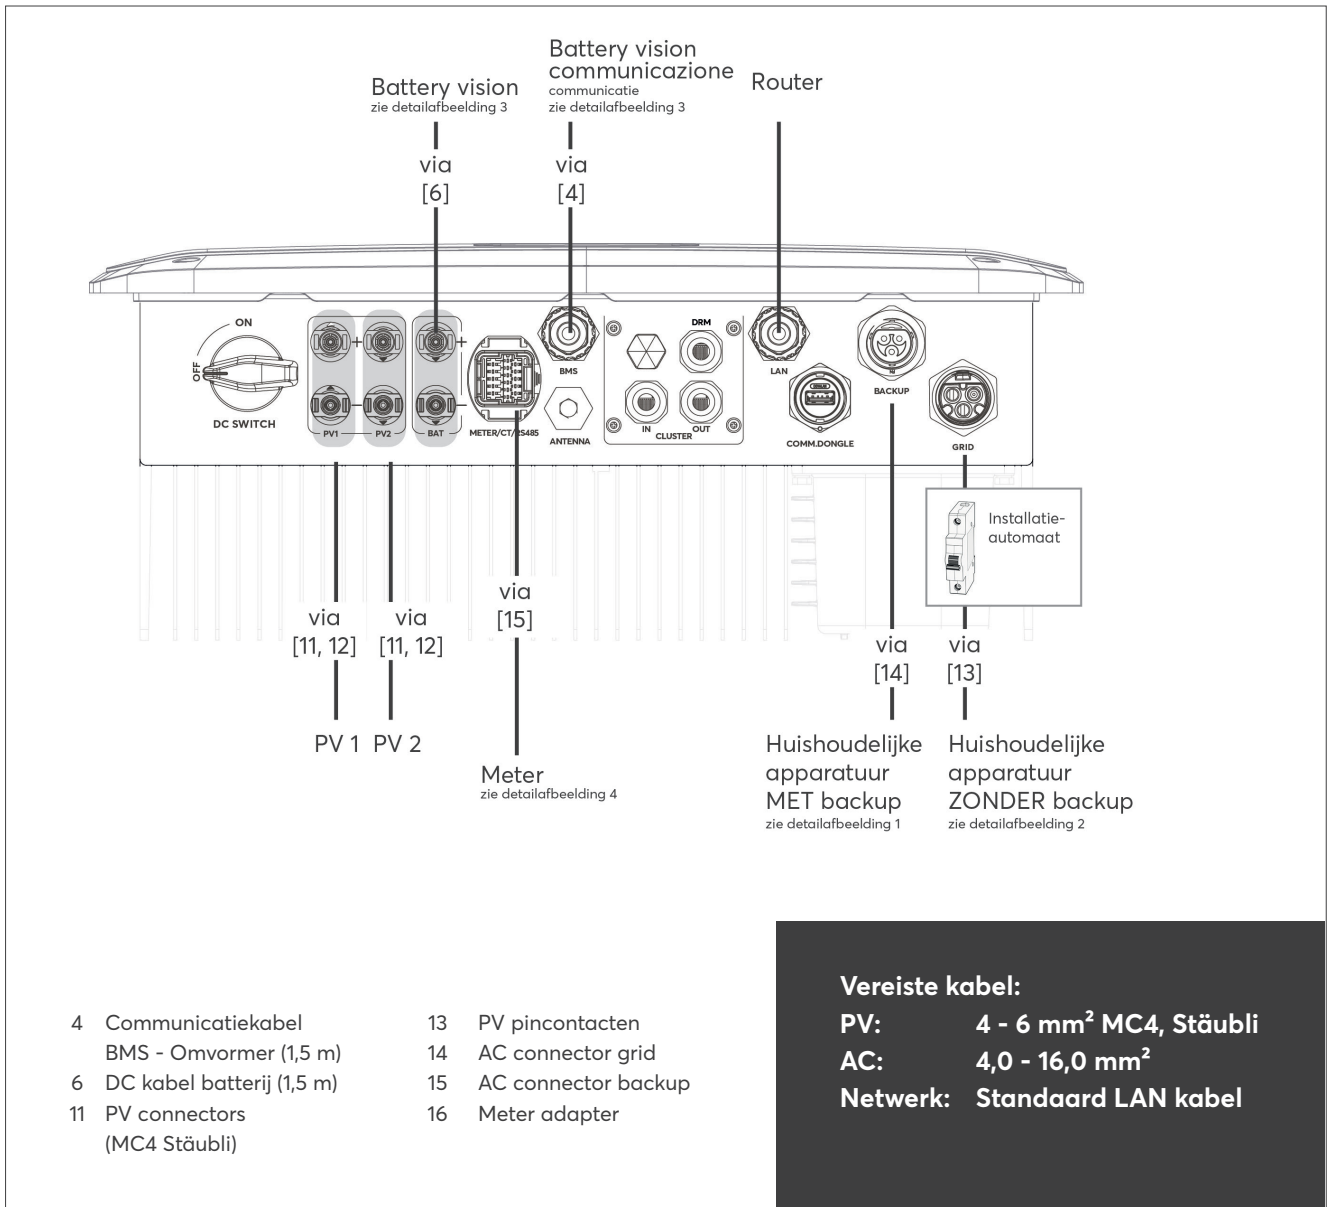 Battery vision
communicazione
communicatie
zie detailafbeelding 3
Battery vision
zie detailafbeelding 3
Router
via
[6]
via
[4]
ON
OFF
DC SWITCH
PV1
PV2
BAT
+
+
METER/CT/RS485
BMS
ANTENNA
DRM
IN
OUT
CLUSTER
LAN
COMM.DONGLE
BACKUP
GRID
Installatie-
automaat
via
[11, 12]
via
[11, 12]
via
[15]
via
[14]
via
[13]
PV 1
PV 2
Meter
zie detailafbeelding 4
Huishoudelijke
apparatuur
MET backup
zie detailafbeelding 1
Huishoudelijke
apparatuur
ZONDER backup
zie detailafbeelding 2
4 Communicatiekabel
BMS - Omvormer (1,5 m)
6 DC kabel batterij (1,5 m)
11 PV connectors
(MC4 Stäubli)
13 PV pincontacten
14 AC connector grid
15 AC connector backup
16 Meter adapter
Vereiste kabel:
PV: 4 - 6 mm² MC4, Stäubli
AC: 4,0 - 16,0 mm²
Netwerk: Standaard LAN kabel